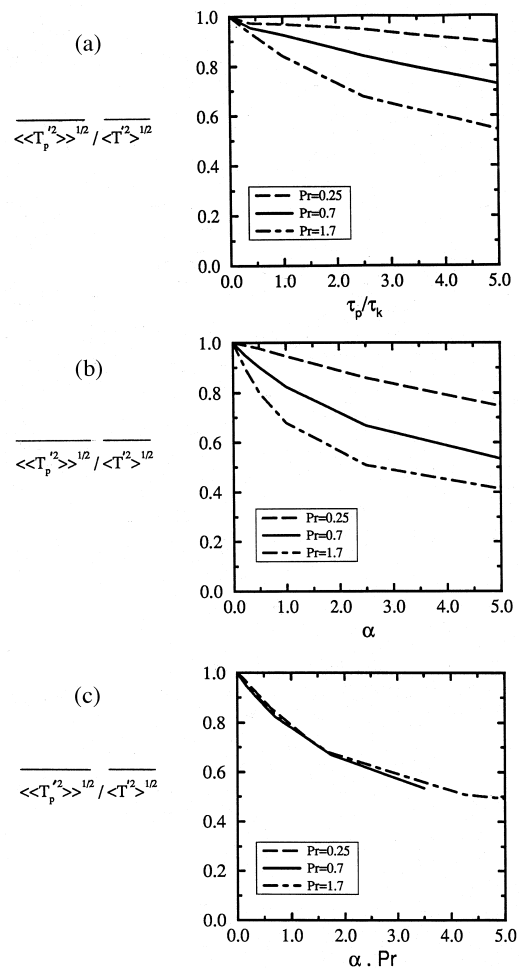 (a)
<<T_p'^2>>^1/2 / <T'^2>^1/2
1.0
0.8
0.6
0.4
0.2
0.0
Pr=0.25
Pr=0.7
Pr=1.7
0.0 1.0 2.0 3.0 4.0 5.0
τ_p/τ_k
(b)
<<T_p'^2>>^1/2 / <T'^2>^1/2
1.0
0.8
0.6
0.4
0.2
0.0
Pr=0.25
Pr=0.7
Pr=1.7
0.0 1.0 2.0 3.0 4.0 5.0
α
(c)
<<T_p'^2>>^1/2 / <T'^2>^1/2
1.0
0.8
0.6
0.4
0.2
0.0
Pr=0.25
Pr=0.7
Pr=1.7
0.0 1.0 2.0 3.0 4.0 5.0
α . Pr